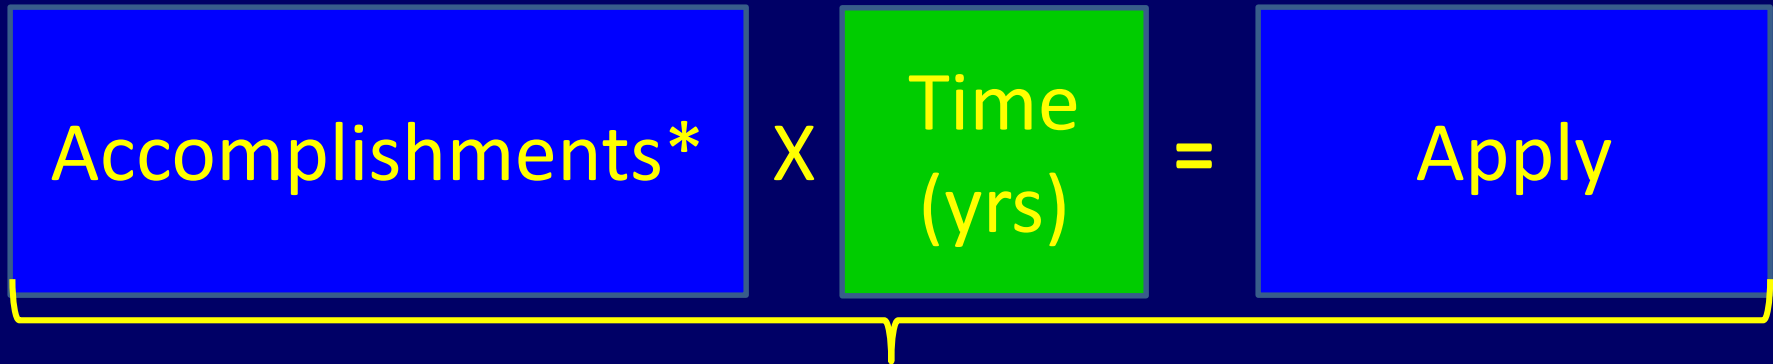 Accomplishments* X Time (yrs) = Apply